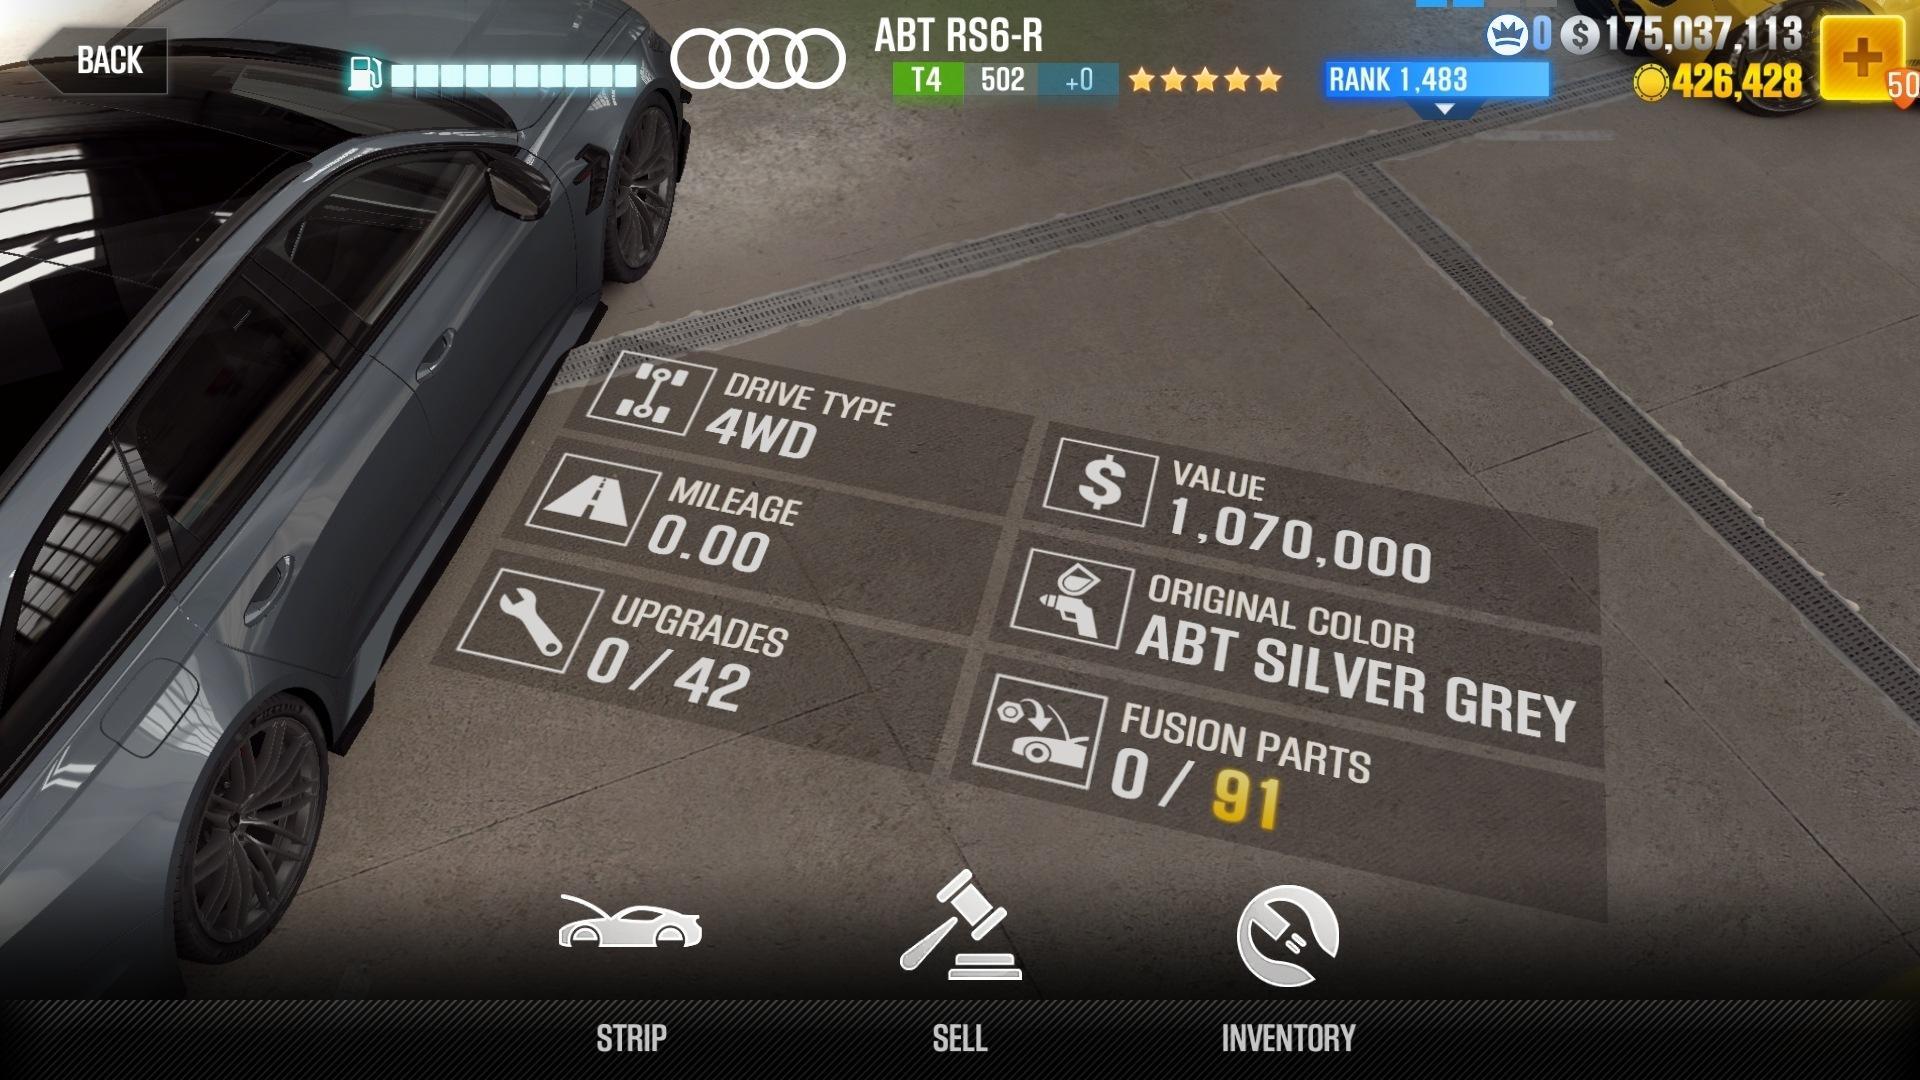 BACK
ABT RS6-R
T4 502 +0
RANK 1,483
0 $ 175,037,113
426,428
50
DRIVE TYPE
4WD
MILEAGE
0.00
UPGRADES
0 / 42
$ VALUE
1,070,000
ORIGINAL COLOR
ABT SILVER GREY
FUSION PARTS
0 / 91
STRIP
SELL
INVENTORY